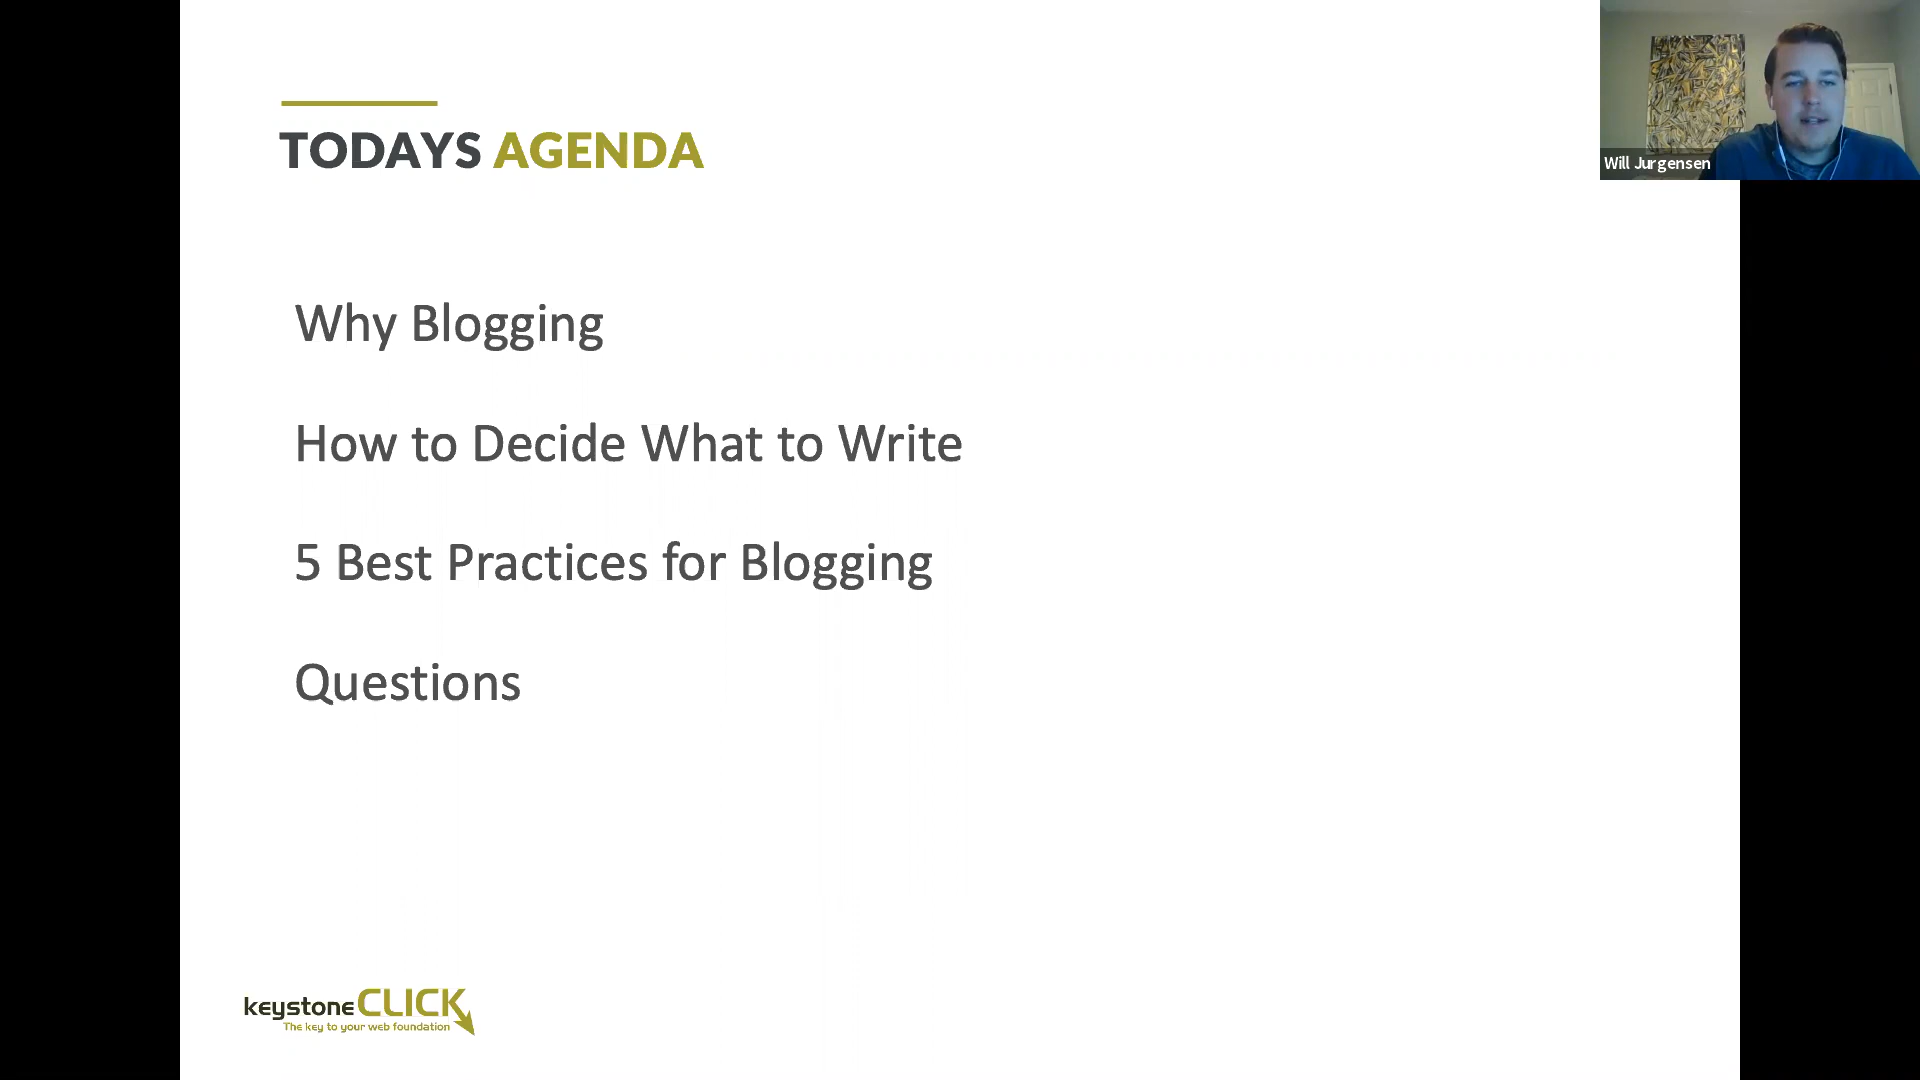 TODAYS AGENDA
Will Jurgensen
Why Blogging
How to Decide What to Write
5 Best Practices for Blogging
Questions
keystoneCLICK
The key to your web foundation